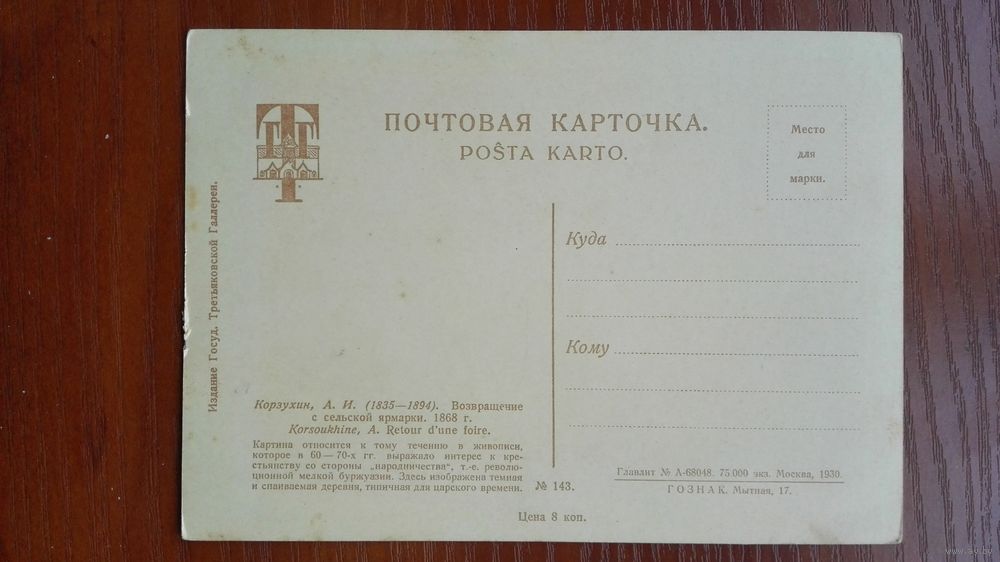 ПОЧТОВАЯ КАРТОЧКА.
POŜTA KARTO.
Место
для
марки.
Издание Госуд. Третьяковской Галлереи.
Куда
Кому
Корзухин, А. И. (1835—1894). Возвращение
с сельской ярмарки. 1868 г.
Korsoukhine, A. Retour d'une foire.
Картина относится к тому течению в живописи,
которое в 60—70-х гг. выражало интерес к кре-
стьянству со стороны „народничества“, т.-е. револю-
ционной мелкой буржуазии. Здесь изображена темная
и спаиваемая деревня, типичная для царского времени.
№ 143.
Главлит № А-68048. 75.000 экз. Москва, 1930.
ГОЗНАК. Мытная, 17.
Цена 8 коп.